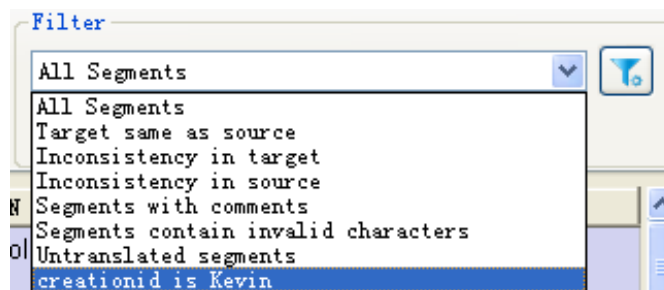 Filter
All Segments
All Segments
Target same as source
Inconsistency in target
Inconsistency in source
Segments with comments
Segments contain invalid characters
Untranslated segments
creationid is Kevin
N
ol